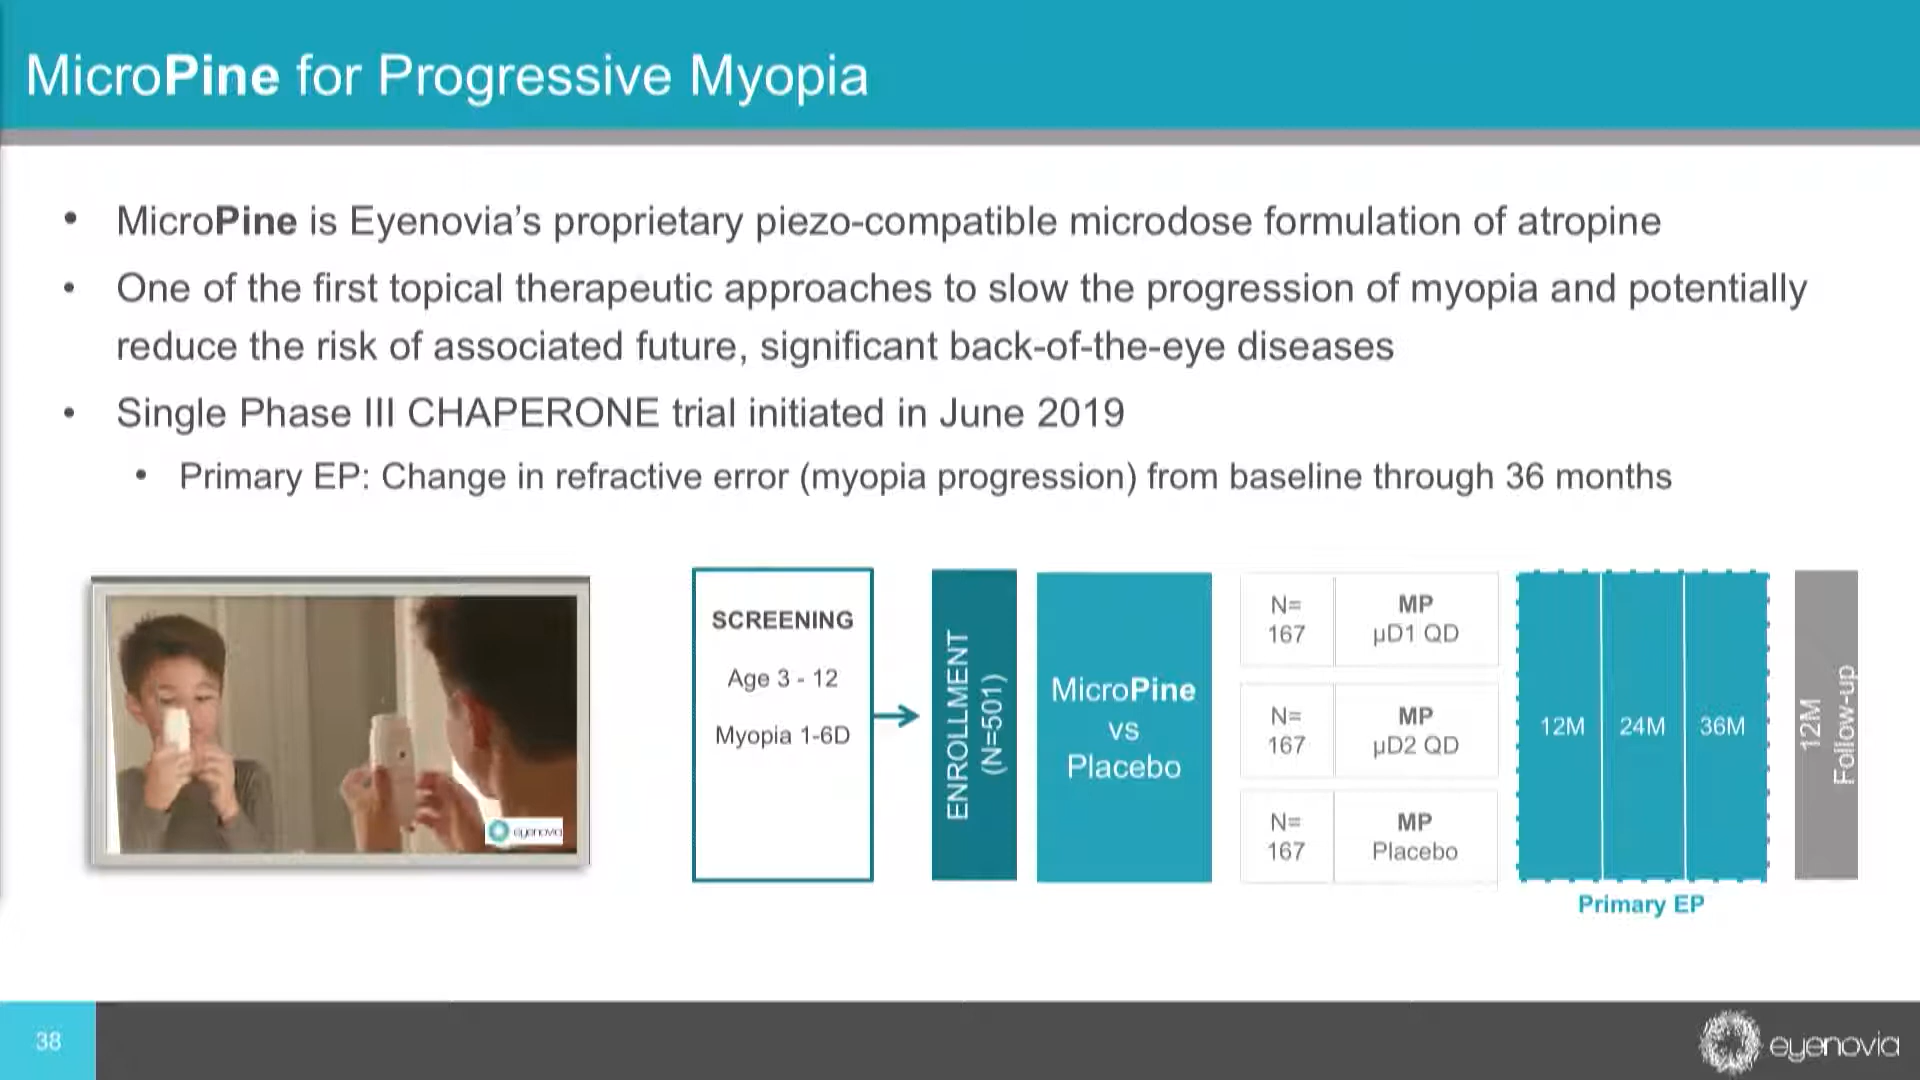 MicroPine for Progressive Myopia
• MicroPine is Eyenovia’s proprietary piezo-compatible microdose formulation of atropine
• One of the first topical therapeutic approaches to slow the progression of myopia and potentially
reduce the risk of associated future, significant back-of-the-eye diseases
• Single Phase III CHAPERONE trial initiated in June 2019
• Primary EP: Change in refractive error (myopia progression) from baseline through 36 months
eyenovia
SCREENING
Age 3 - 12
Myopia 1-6D
ENROLLMENT
(N=501)
MicroPine
vs
Placebo
N=
167
MP
µD1 QD
N=
167
MP
µD2 QD
N=
167
MP
Placebo
12M
24M
36M
Primary EP
12M
Follow-up
38
eyenovia